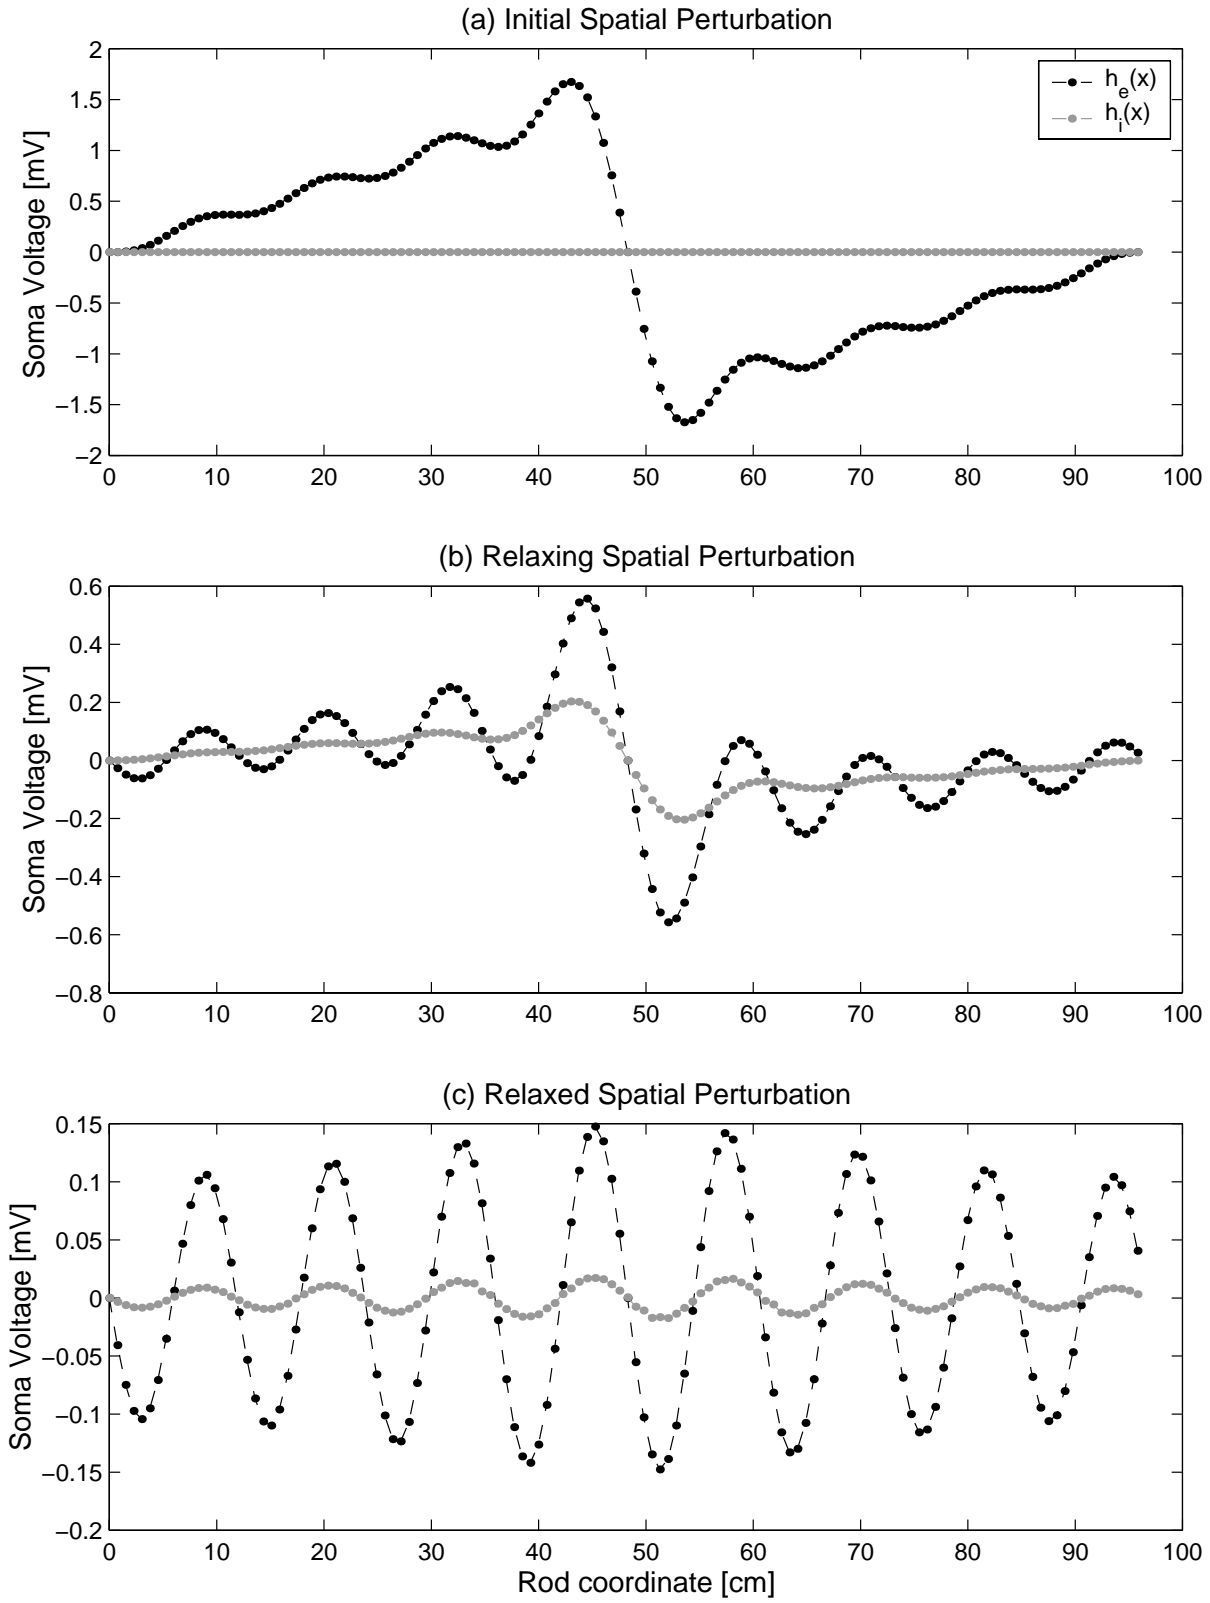 (a) Initial Spatial Perturbation
2
1.5
1
0.5
0
−0.5
−1
−1.5
−2
Soma Voltage [mV]
h_e(x)
h_i(x)
0 10 20 30 40 50 60 70 80 90 100
(b) Relaxing Spatial Perturbation
0.6
0.4
0.2
0
−0.2
−0.4
−0.6
−0.8
Soma Voltage [mV]
0 10 20 30 40 50 60 70 80 90 100
(c) Relaxed Spatial Perturbation
0.15
0.1
0.05
0
−0.05
−0.1
−0.15
−0.2
Soma Voltage [mV]
0 10 20 30 40 50 60 70 80 90 100
Rod coordinate [cm]